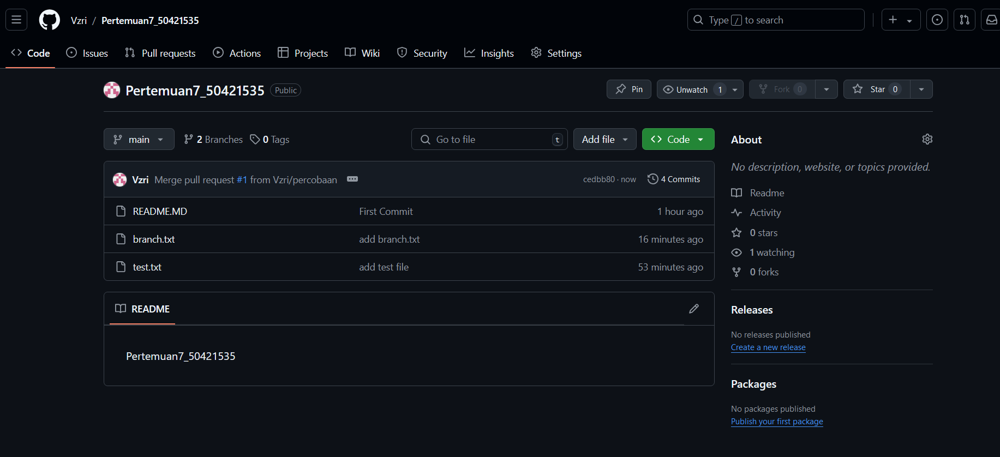 Vzri / Pertemuan7_50421535
Type / to search
Code Issues Pull requests Actions Projects Wiki Security Insights Settings
Pertemuan7_50421535 Public
Pin Unwatch 1 Fork 0 Star 0
main 2 Branches 0 Tags
Go to file t Add file Code
Vzri Merge pull request #1 from Vzri/percobaan cedbb80 · now 4 Commits
README.MD First Commit 1 hour ago
branch.txt add branch.txt 16 minutes ago
test.txt add test file 53 minutes ago
README
Pertemuan7_50421535
About
No description, website, or topics provided.
Readme
Activity
0 stars
1 watching
0 forks
Releases
No releases published
Create a new release
Packages
No packages published
Publish your first package